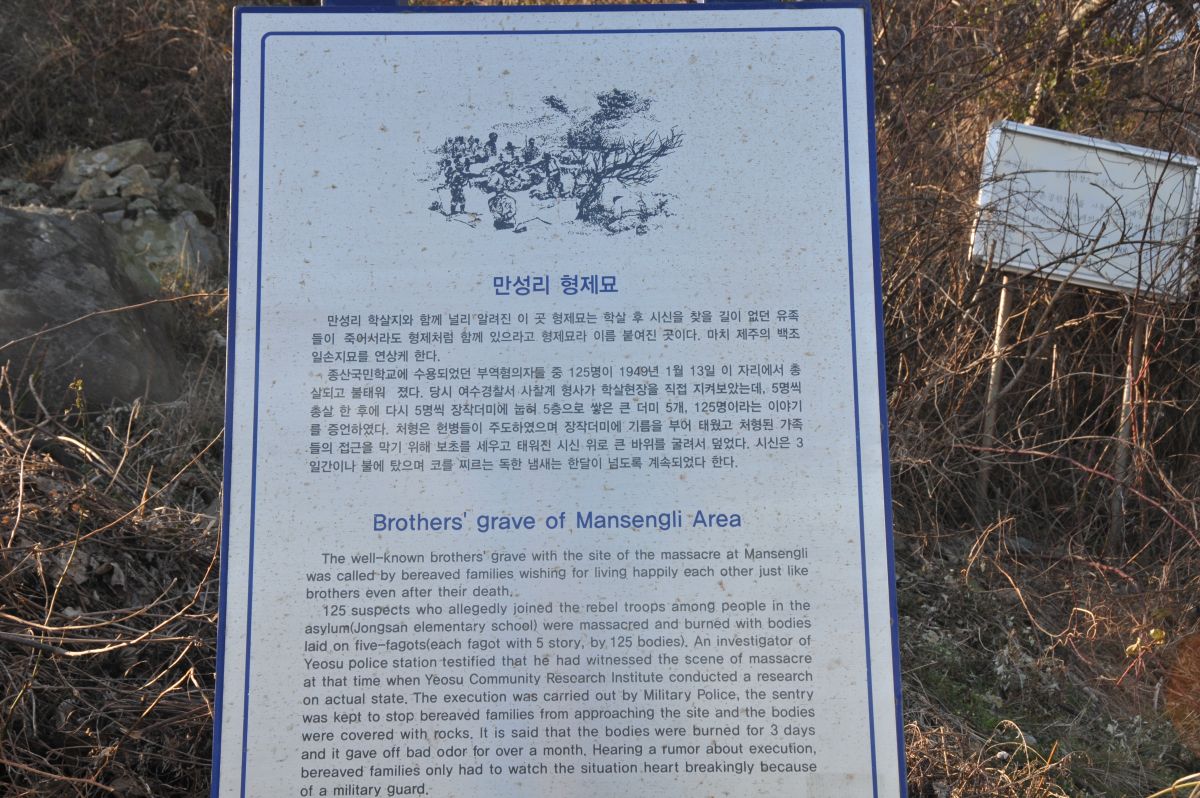 만성리 형제묘
만성리 학살지와 함께 널리 알려진 이 곳 형제묘는 학살 후 시신을 찾을 길이 없던 유족
들이 죽어서라도 형제처럼 함께 있으라고 형제묘라 이름 붙여진 곳이다. 마치 제주의 백조
일손지묘를 연상케 한다.
종산국민학교에 수용되었던 부역혐의자들 중 125명이 1949년 1월 13일 이 자리에서 총
살되고 불태워 졌다. 당시 여수경찰서 사찰계 형사가 학살현장을 직접 지켜보았는데, 5명씩
총살 한 후에 다시 5명씩 장작더미에 눕혀 5층으로 쌓은 큰 더미 5개, 125명이라는 이야기
를 증언하였다. 처형은 헌병들이 주도하였으며 장작더미에 기름을 부어 태웠고 처형된 가족
들의 접근을 막기 위해 보초를 세우고 태워진 시신 위로 큰 바위를 굴려서 덮었다. 시신은 3
일간이나 불에 탔으며 코를 찌르는 독한 냄새는 한달이 넘도록 계속되었다 한다.
Brothers' grave of Mansengli Area
The well-known brothers' grave with the site of the massacre at Mansengli
was called by bereaved families wishing for living happily each other just like
brothers even after their death.
125 suspects who allegedly joined the rebel troops among people in the
asylum(Jongsan elementary school) were massacred and burned with bodies
laid on five-fagots(each fagot with 5 story, by 125 bodies). An investigator of
Yeosu police station testified that he had witnessed the scene of massacre
at that time when Yeosu Community Research Institute conducted a research
on actual state. The execution was carried out by Military Police, the sentry
was kept to stop bereaved families from approaching the site and the bodies
were covered with rocks. It is said that the bodies were burned for 3 days
and it gave off bad odor for over a month. Hearing a rumor about execution,
bereaved families only had to watch the situation heart breakingly because
of a military guard.